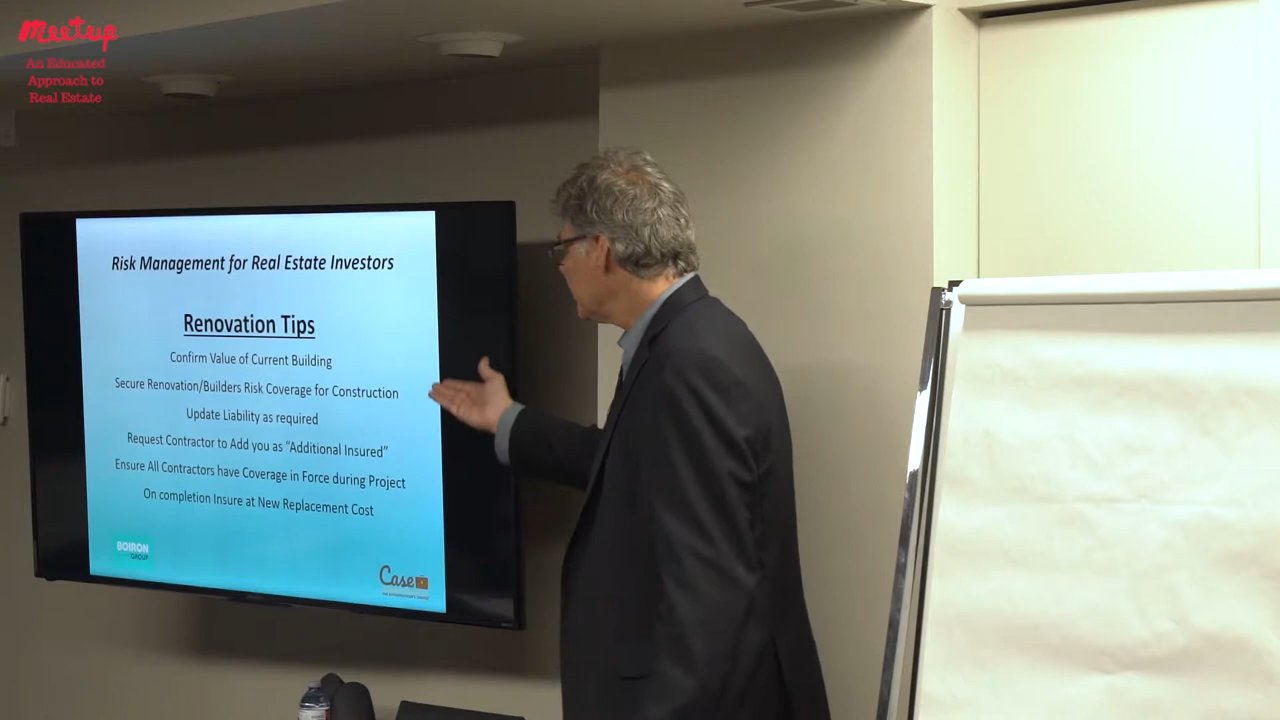 Meetup
An Educated
Approach to
Real Estate
Risk Management for Real Estate Investors
Renovation Tips
Confirm Value of Current Building
Secure Renovation/Builders Risk Coverage for Construction
Update Liability as required
Request Contractor to Add you as “Additional Insured”
Ensure All Contractors have Coverage in Force during Project
On completion Insure at New Replacement Cost
BOIRON
GROUP
Case